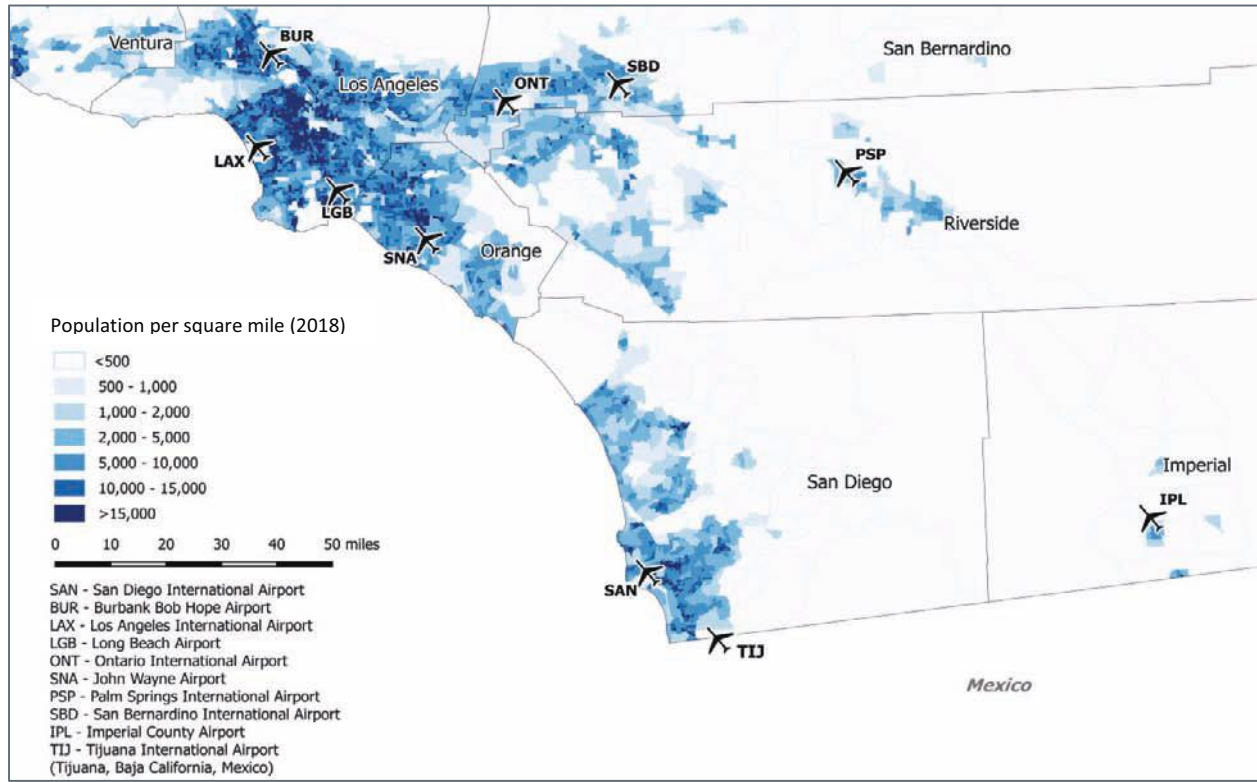 BUR
Ventura
San Bernardino
SBD
Los Angeles
ONT
LAX
PSP
LGB
Riverside
SNA
Orange
Population per square mile (2018)
<500
500 - 1,000
1,000 - 2,000
2,000 - 5,000
5,000 - 10,000
10,000 - 15,000
>15,000
0 10 20 30 40 50 miles
San Diego
Imperial
IPL
SAN
TIJ
Mexico
SAN - San Diego International Airport
BUR - Burbank Bob Hope Airport
LAX - Los Angeles International Airport
LGB - Long Beach Airport
ONT - Ontario International Airport
SNA - John Wayne Airport
PSP - Palm Springs International Airport
SBD - San Bernardino International Airport
IPL - Imperial County Airport
TIJ - Tijuana International Airport
(Tijuana, Baja California, Mexico)